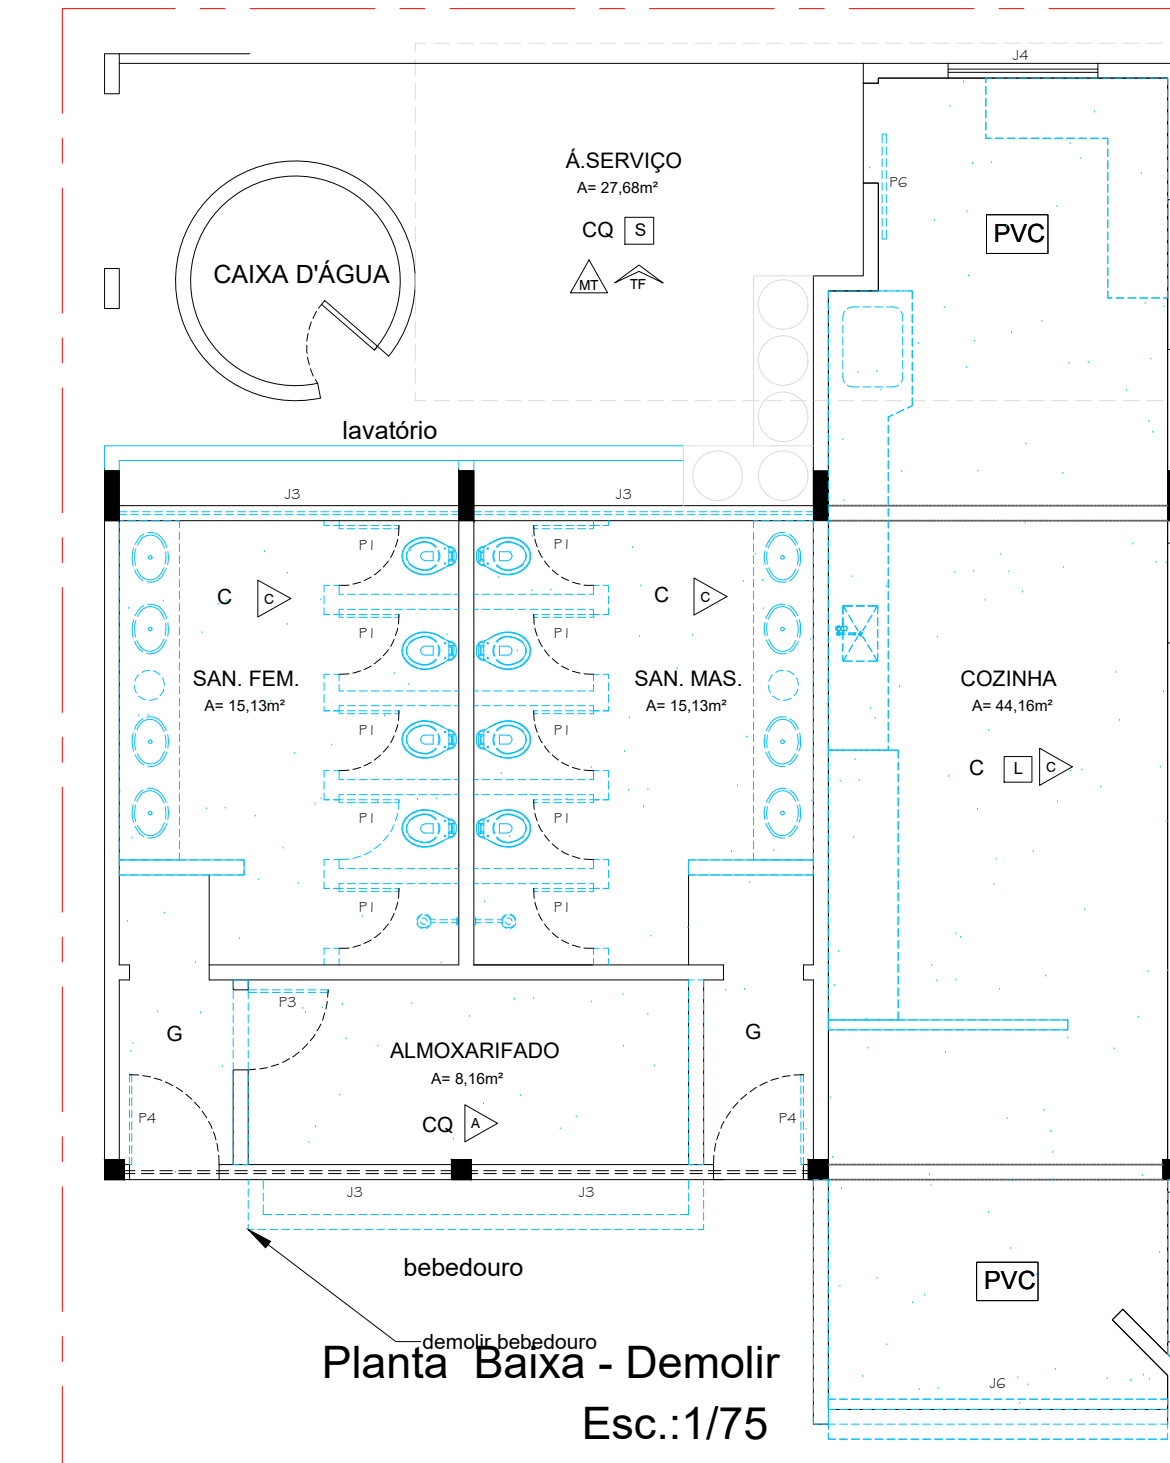 J4
Á.SERVIÇO
A= 27,68m²
P6
CQ S
PVC
CAIXA D'ÁGUA
MT TF
lavatório
J3 J3
P1 P1
C C C C
P1 P1
SAN. FEM.
A= 15,13m²
SAN. MAS.
A= 15,13m²
COZINHA
A= 44,16m²
P1 P1
C L C
P1 P1
P1 P1
P3
G G
ALMOXARIFADO
A= 8,16m²
P4 P4
CQ A
J3 J3
bebedouro
PVC
demolir bebedouro
Planta Baixa - Demolir
J6
Esc.:1/75